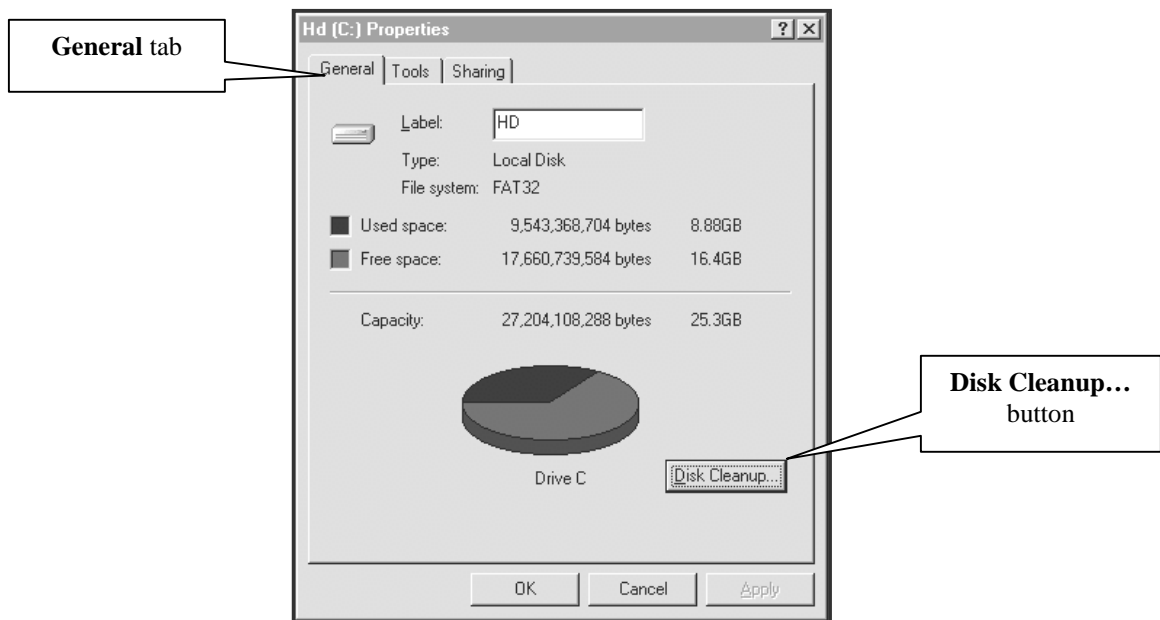 Hd (C:) Properties
General tab
General Tools Sharing
Label: HD
Type: Local Disk
File system: FAT32
Used space: 9,543,368,704 bytes 8.88GB
Free space: 17,660,739,584 bytes 16.4GB
Capacity: 27,204,108,288 bytes 25.3GB
Disk Cleanup…
button
Drive C Disk Cleanup...
OK Cancel Apply